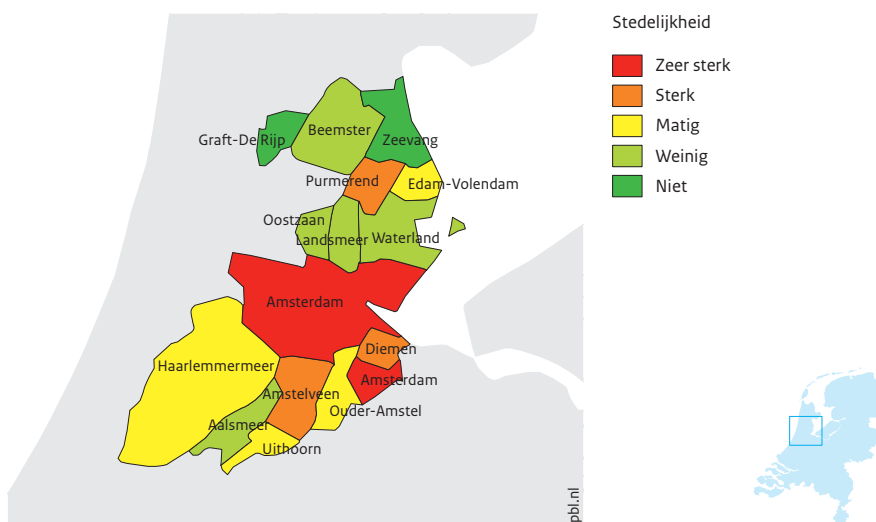 Stedelijkheid
Zeer sterk
Sterk
Matig
Weinig
Niet
Graft-De Rijp
Beemster
Zeevang
Purmerend
Edam-Volendam
Oostzaan
Landsmeer
Waterland
Amsterdam
Diemen
Haarlemmermeer
Amsterdam
Amstelveen
Ouder-Amstel
Aalsmeer
Uithoorn
pbl.nl